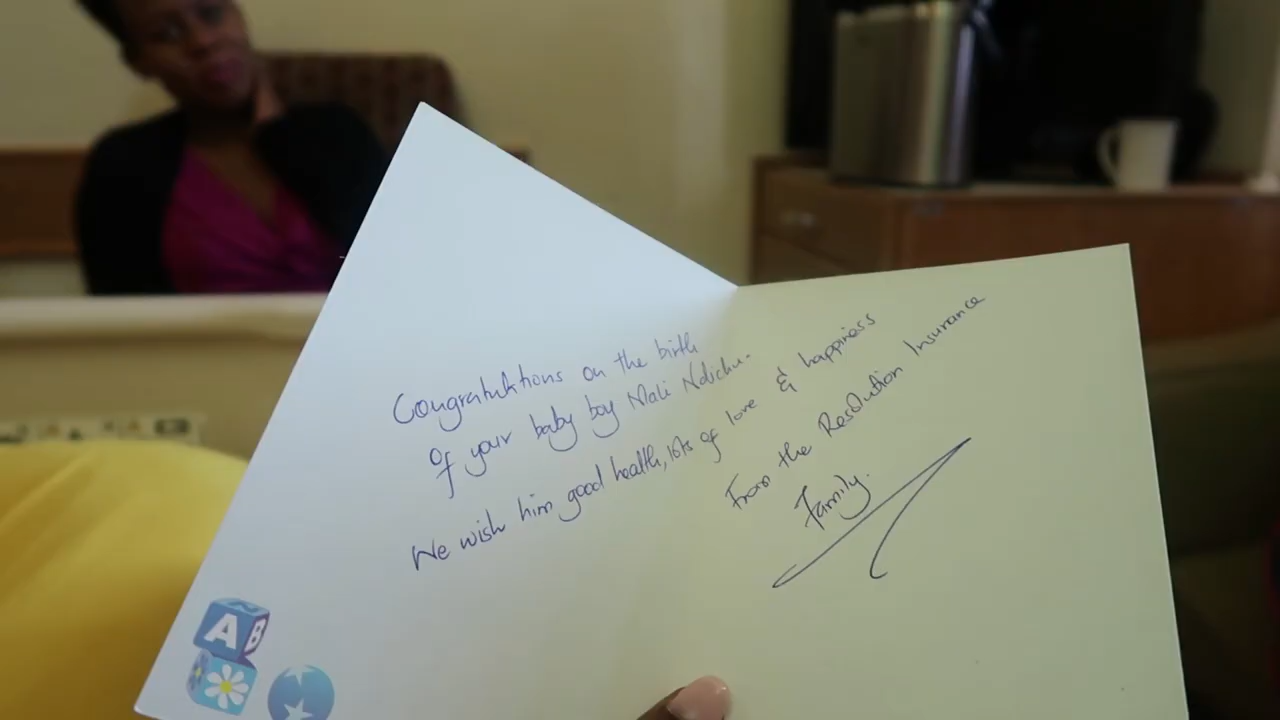 Congratulations on the birth
of your baby boy Mali Ndichu.
We wish him good health, lots of love & happiness
From the Resolution Insurance
Family.
A B